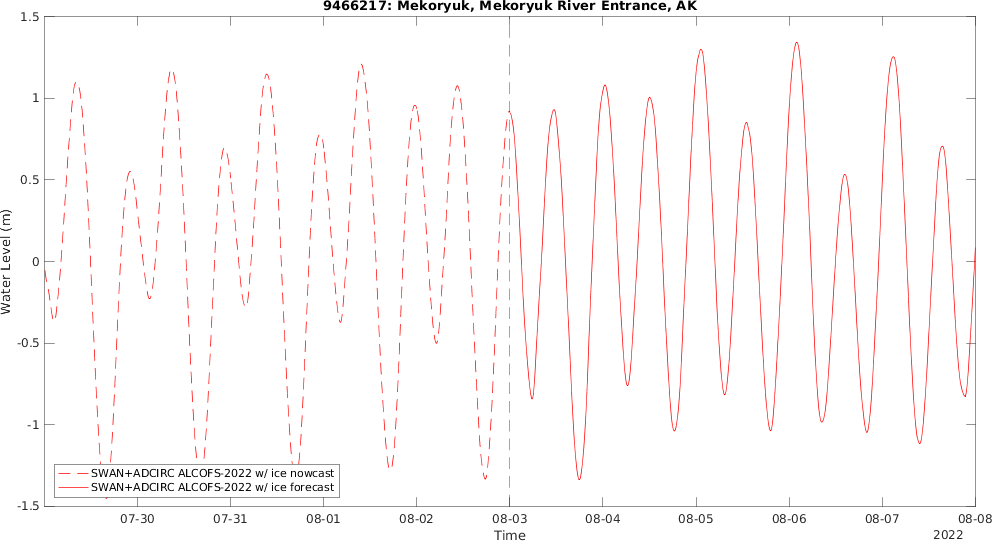 9466217: Mekoryuk, Mekoryuk River Entrance, AK
1.5
1
0.5
0
-0.5
-1
-1.5
Water Level (m)
SWAN+ADCIRC ALCOFS-2022 w/ ice nowcast
SWAN+ADCIRC ALCOFS-2022 w/ ice forecast
07-30 07-31 08-01 08-02 08-03 08-04 08-05 08-06 08-07 08-08
Time
2022